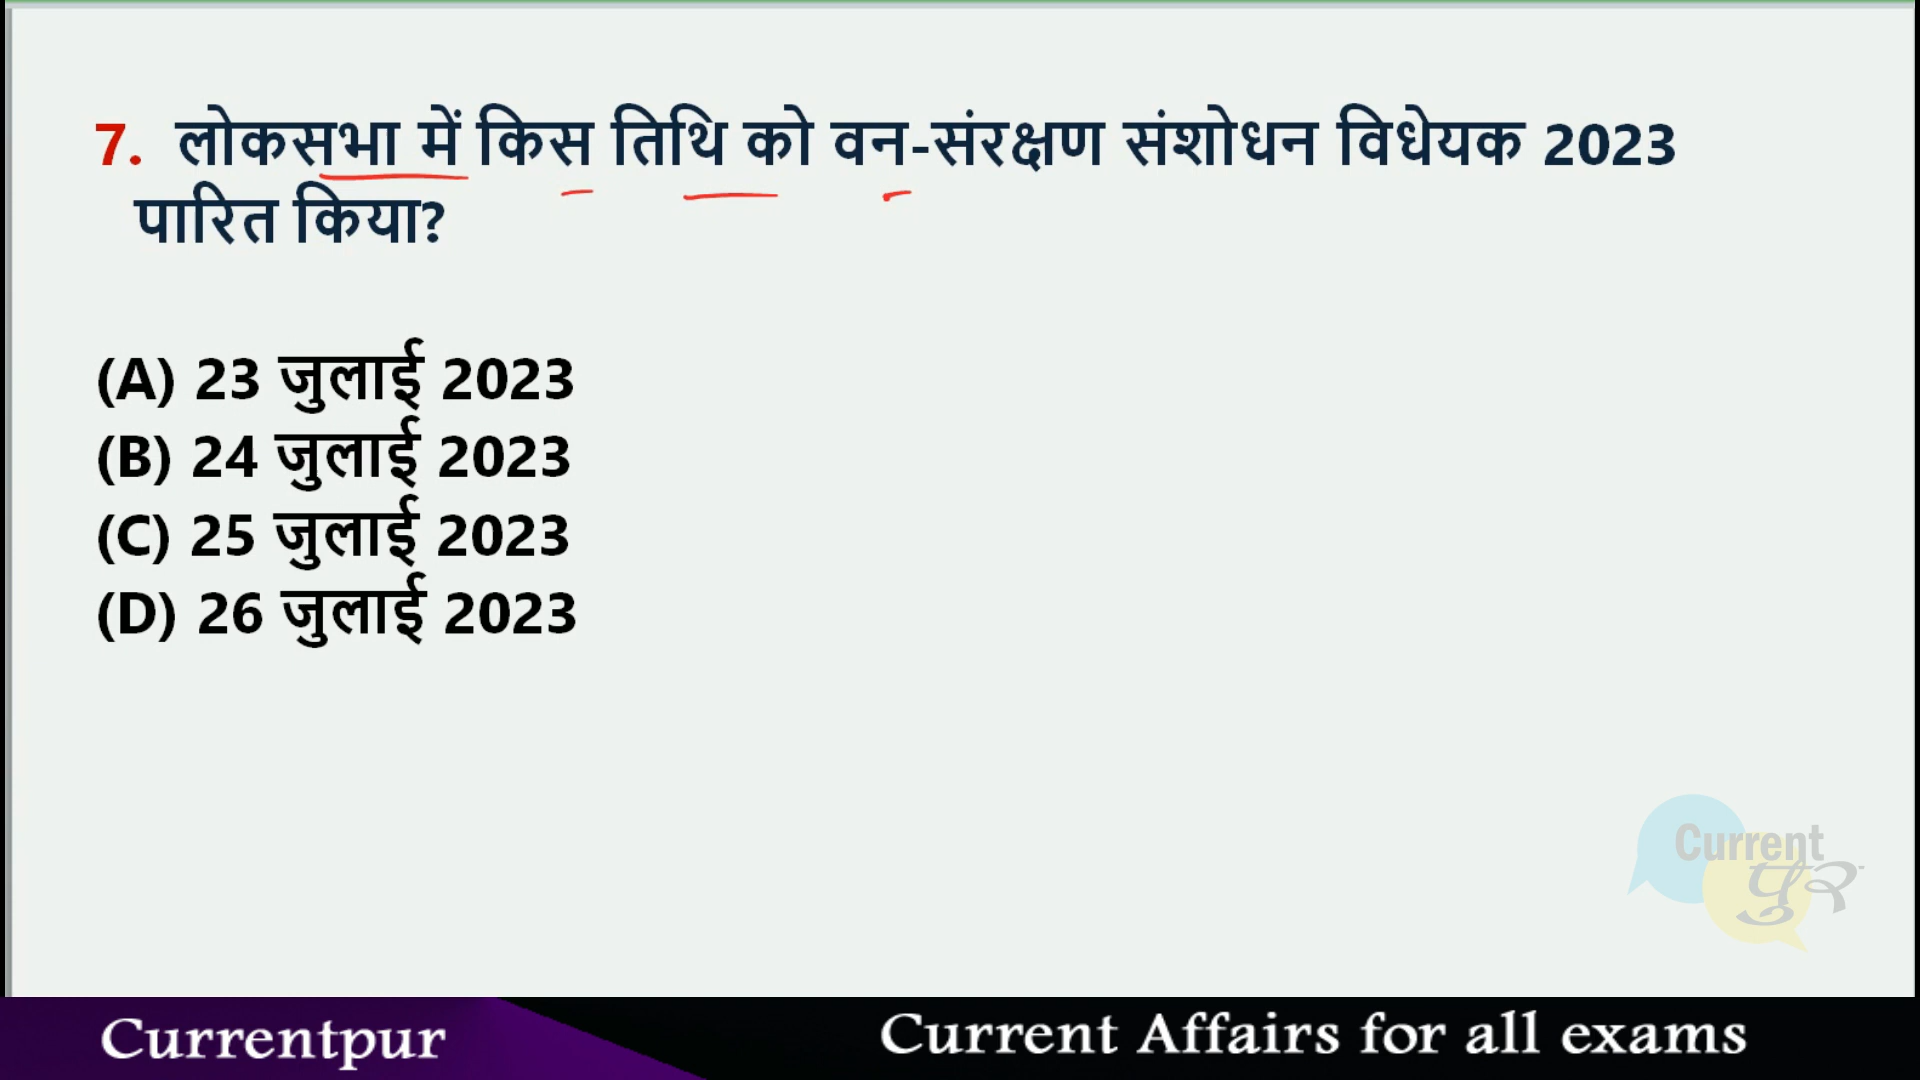 7. लोकसभा में किस तिथि को वन-संरक्षण संशोधन विधेयक 2023
पारित किया?
(A) 23 जुलाई 2023
(B) 24 जुलाई 2023
(C) 25 जुलाई 2023
(D) 26 जुलाई 2023
Current
पुर
Currentpur
Current Affairs for all exams